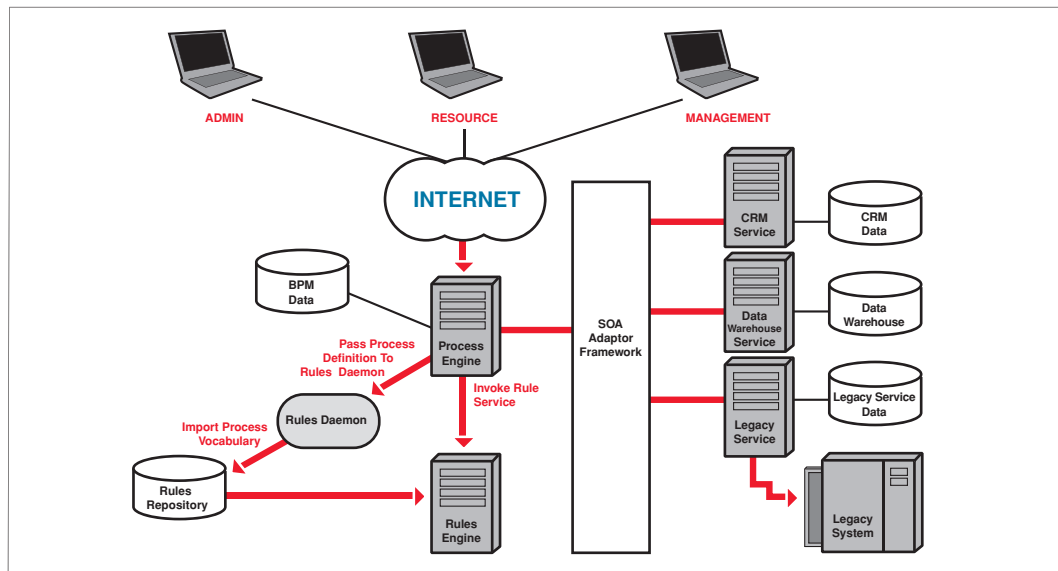 ADMIN
RESOURCE
MANAGEMENT
INTERNET
CRM
Service
CRM
Data
BPM
Data
Process
Engine
SOA
Adaptor
Framework
Data
Warehouse
Service
Data
Warehouse
Pass Process
Definition To
Rules Daemon
Invoke Rule
Service
Rules Daemon
Import Process
Vocabulary
Legacy
Service
Legacy Service
Data
Rules
Repository
Rules
Engine
Legacy
System